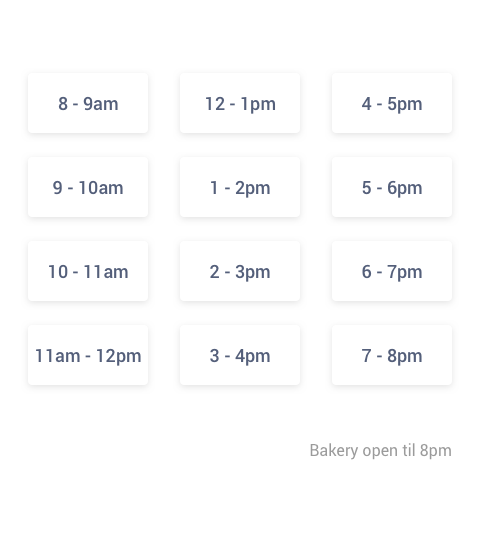 8 - 9am
12 - 1pm
4 - 5pm
9 - 10am
1 - 2pm
5 - 6pm
10 - 11am
2 - 3pm
6 - 7pm
11am - 12pm
3 - 4pm
7 - 8pm
Bakery open til 8pm